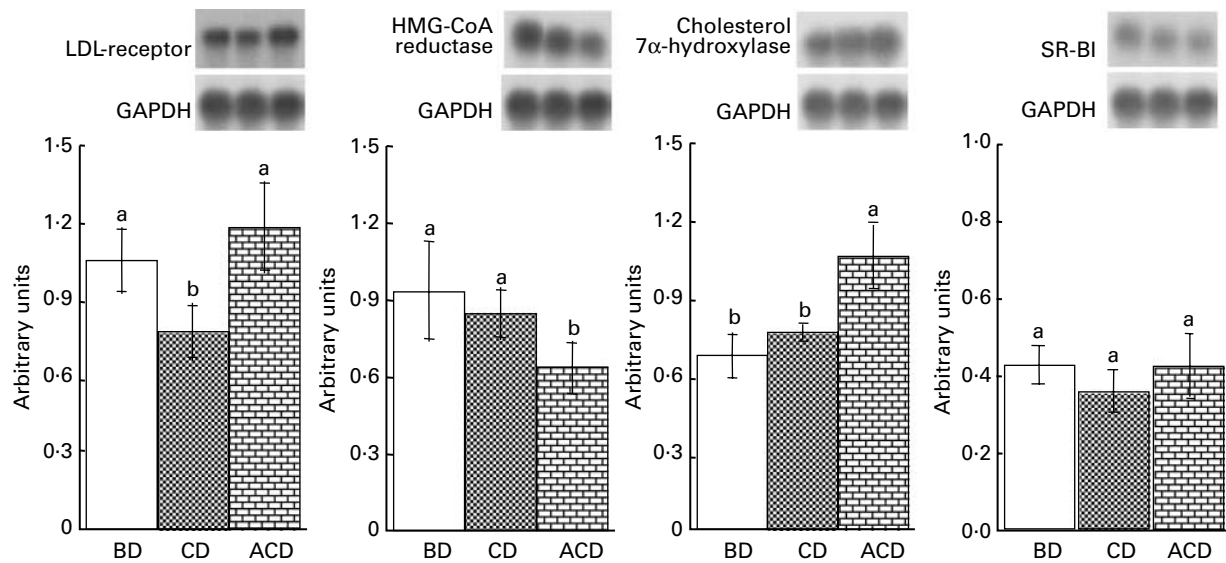 LDL-receptor
GAPDH
Arbitrary units
1·5
1·2
0·9
0·6
0·3
0
a
b
a
BD CD ACD
HMG-CoA
reductase
GAPDH
Arbitrary units
1·5
1·2
0·9
0·6
0·3
0
a
a
b
BD CD ACD
Cholesterol
7α-hydroxylase
GAPDH
Arbitrary units
1·5
1·2
0·9
0·6
0·3
0
b
b
a
BD CD ACD
SR-BI
GAPDH
Arbitrary units
1·0
0·8
0·6
0·4
0·2
0·0
a
a
a
BD CD ACD